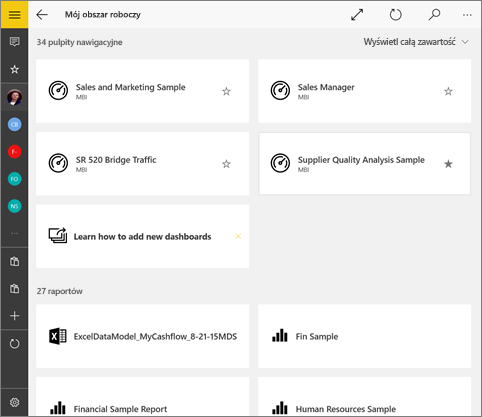 Mój obszar roboczy
34 pulpity nawigacyjne
Wyświetl całą zawartość
Sales and Marketing Sample
MBI
Sales Manager
MBI
SR 520 Bridge Traffic
MBI
Supplier Quality Analysis Sample
MBI
Learn how to add new dashboards
27 raportów
ExcelDataModel_MyCashflow_8-21-15MDS
Fin Sample
Financial Sample Report
Human Resources Sample
CB
F-
FO
NS